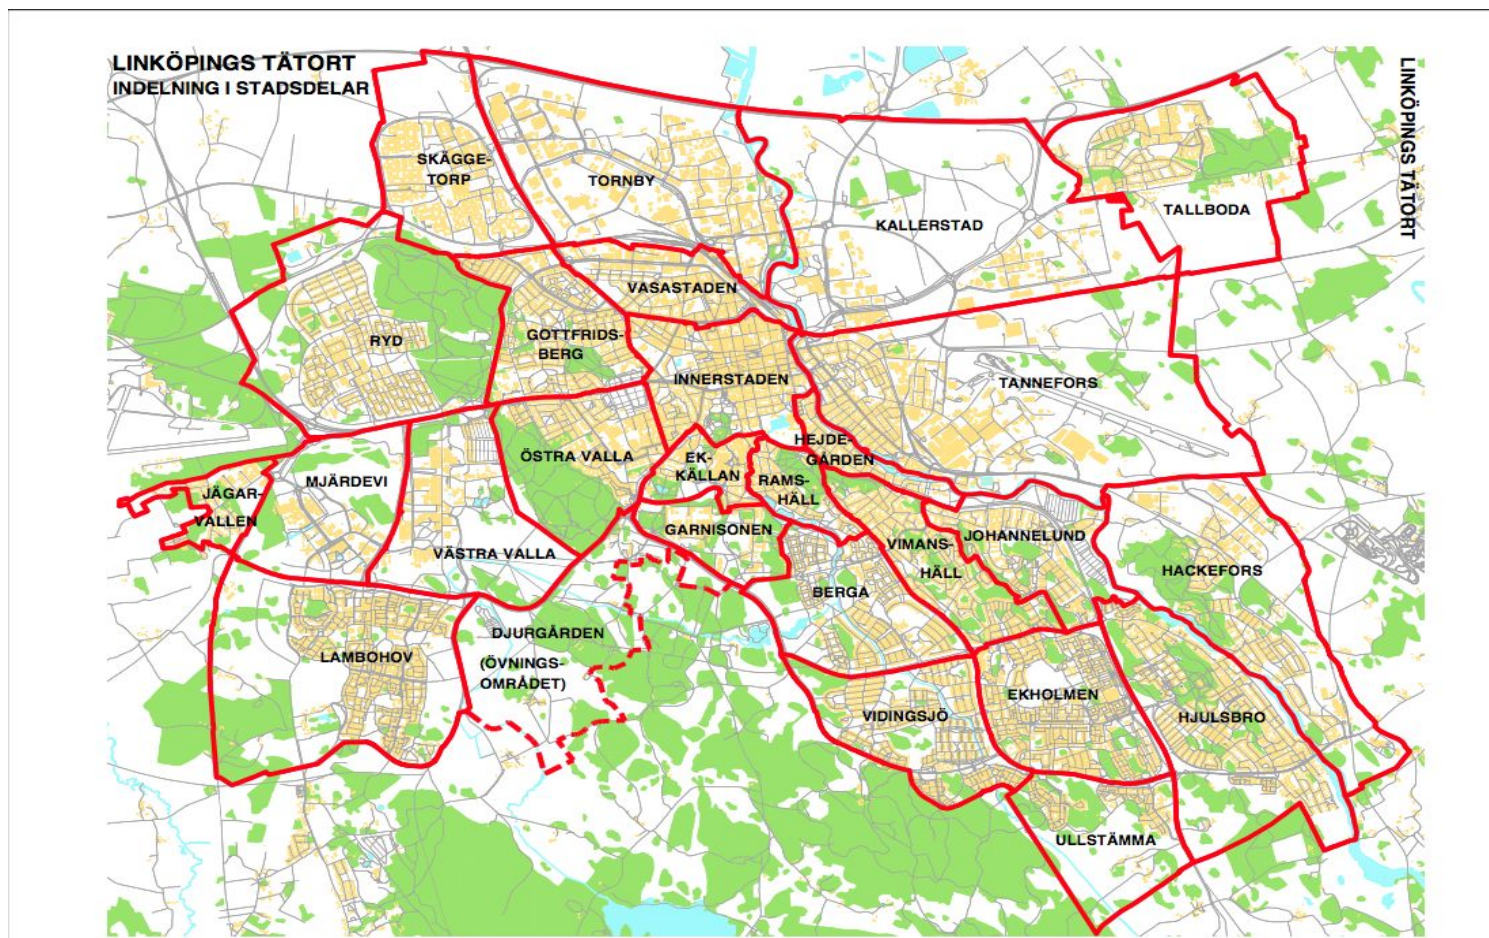 LINKÖPINGS TÄTORT
INDELNING I STADSDELAR
LINKÖPINGS TÄTORT
SKÄGGE-
TORP
TORNBY
KALLERSTAD
TALLBODA
VASASTADEN
RYD
GOTTFRIDS-
BERG
INNERSTADEN
TANNEFORS
HEJDE-
GÅRDEN
ÖSTRA VALLA
EK-
KÄLLAN
RAMS-
HÄLL
JÄGAR-
VALLEN
MJÄRDEVI
VÄSTRA VALLA
GARNISONEN
VIMANS-
HÄLL
JOHANNELUND
HACKEFORS
BERGA
LAMBOHOV
DJURGÅRDEN
(ÖVNINGS-
OMRÅDET)
VIDINGSJÖ
EKHOLMEN
HJULSBRO
ULLSTÄMMA